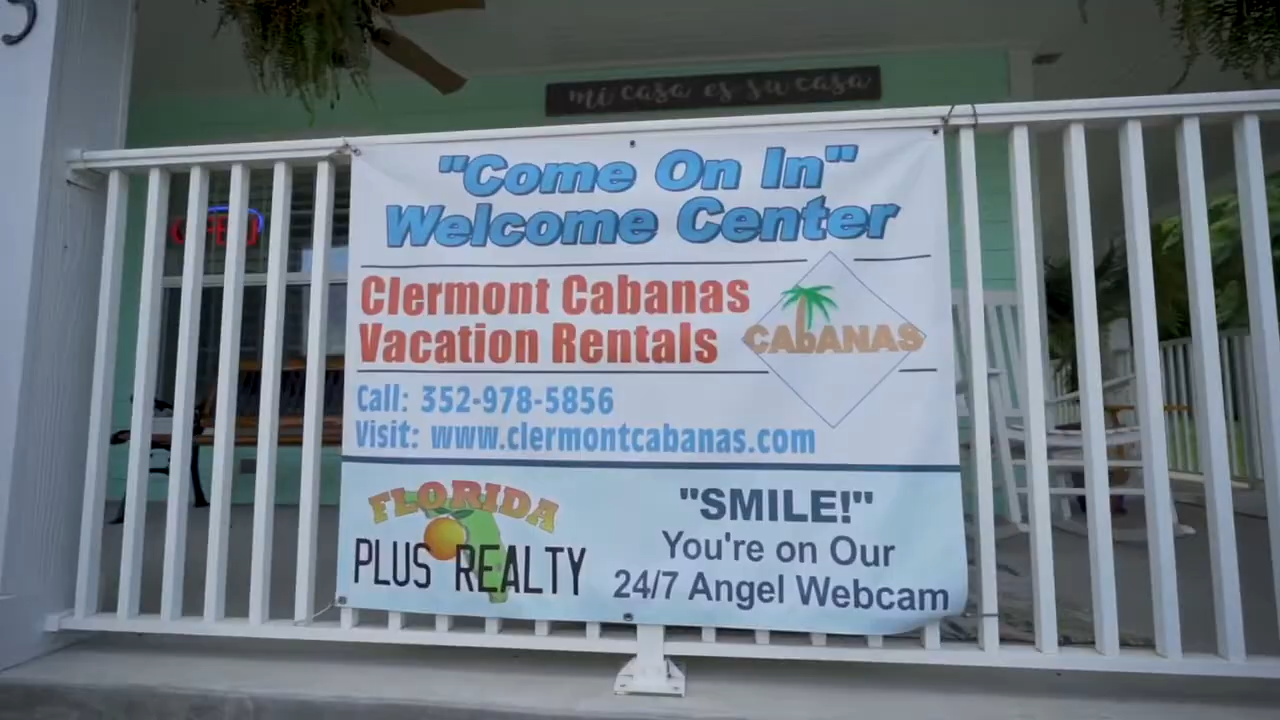 mi casa es su casa
"Come On In"
Welcome Center
OPEN
Clermont Cabanas
Vacation Rentals
CAbANAS
Call: 352-978-5856
Visit: www.clermontcabanas.com
FLORIDA
PLUS REALTY
"SMILE!"
You're on Our
24/7 Angel Webcam